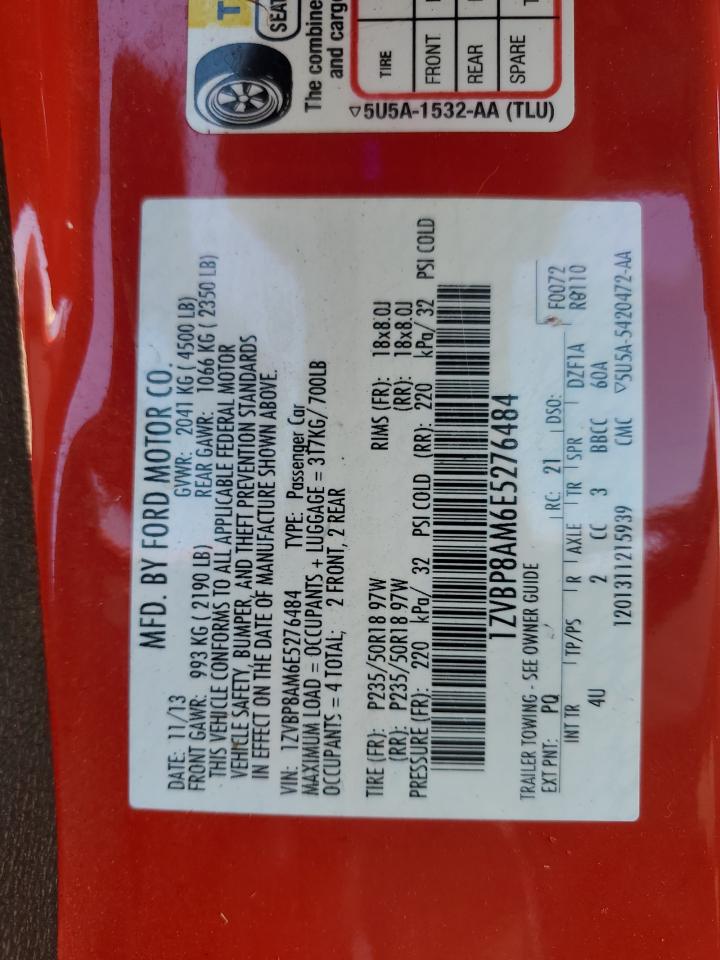 MFD. BY FORD MOTOR CO.
DATE: 11/13 GVWR: 2041 KG ( 4500 LB)
FRONT GAWR: 993 KG ( 2190 LB) REAR GAWR: 1066 KG ( 2350 LB)
THIS VEHICLE CONFORMS TO ALL APPLICABLE FEDERAL MOTOR
VEHICLE SAFETY, BUMPER, AND THEFT PREVENTION STANDARDS
IN EFFECT ON THE DATE OF MANUFACTURE SHOWN ABOVE.
VIN: 1ZVBP8AM6E5276484 TYPE: Passenger Car
MAXIMUM LOAD = OCCUPANTS + LUGGAGE = 317KG/ 700LB
OCCUPANTS = 4 TOTAL; 2 FRONT, 2 REAR
TIRE (FR): P235/50R18 97W RIMS (FR): 18x8.0J
(RR): P235/50R18 97W (RR): 18x8.0J
PRESSURE (FR): 220 kPa/ 32 PSI COLD (RR): 220 kPa/ 32 PSI COLD
1ZVBP8AM6E5276484
TRAILER TOWING - SEE OWNER GUIDE
EXT PNT: PQ RC: 21 DSO: F0072
INT TR TP/PS R AXLE TR SPR DZF1A
4U 2 CC 3 BBCC 60A
1201311215939 CMC ▽5U5A-5420472-AA
SEAT
The combine
and cargo
TIRE
FRONT
REAR
SPARE
▽5U5A-1532-AA (TLU)